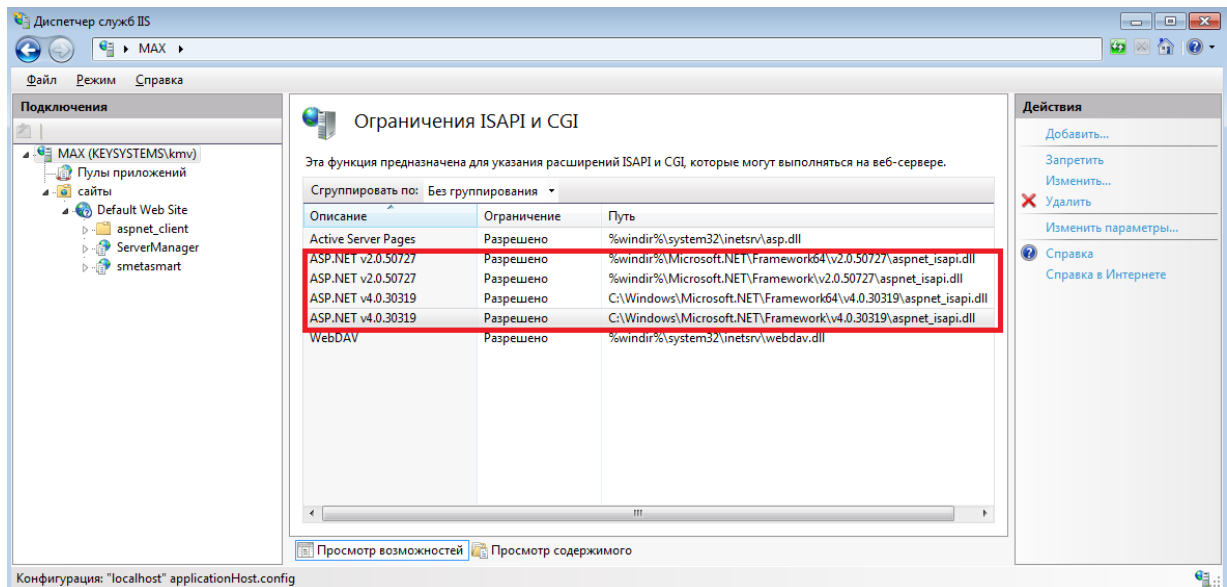 Диспетчер служб IIS
MAX
Файл Режим Справка
Подключения
MAX (KEYSYSTEMS\kmv)
Пулы приложений
сайты
Default Web Site
aspnet_client
ServerManager
smetasmart
Ограничения ISAPI и CGI
Эта функция предназначена для указания расширений ISAPI и CGI, которые могут выполняться на веб-сервере.
Сгруппировать по: Без группирования
Описание Ограничение Путь
Active Server Pages Разрешено %windir%\system32\inetsrv\asp.dll
ASP.NET v2.0.50727 Разрешено %windir%\Microsoft.NET\Framework64\v2.0.50727\aspnet_isapi.dll
ASP.NET v2.0.50727 Разрешено %windir%\Microsoft.NET\Framework\v2.0.50727\aspnet_isapi.dll
ASP.NET v4.0.30319 Разрешено C:\Windows\Microsoft.NET\Framework64\v4.0.30319\aspnet_isapi.dll
ASP.NET v4.0.30319 Разрешено C:\Windows\Microsoft.NET\Framework\v4.0.30319\aspnet_isapi.dll
WebDAV Разрешено %windir%\system32\inetsrv\webdav.dll
Просмотр возможностей Просмотр содержимого
Действия
Добавить...
Запретить
Изменить...
Удалить
Изменить параметры...
Справка
Справка в Интернете
Конфигурация: "localhost" applicationHost.config